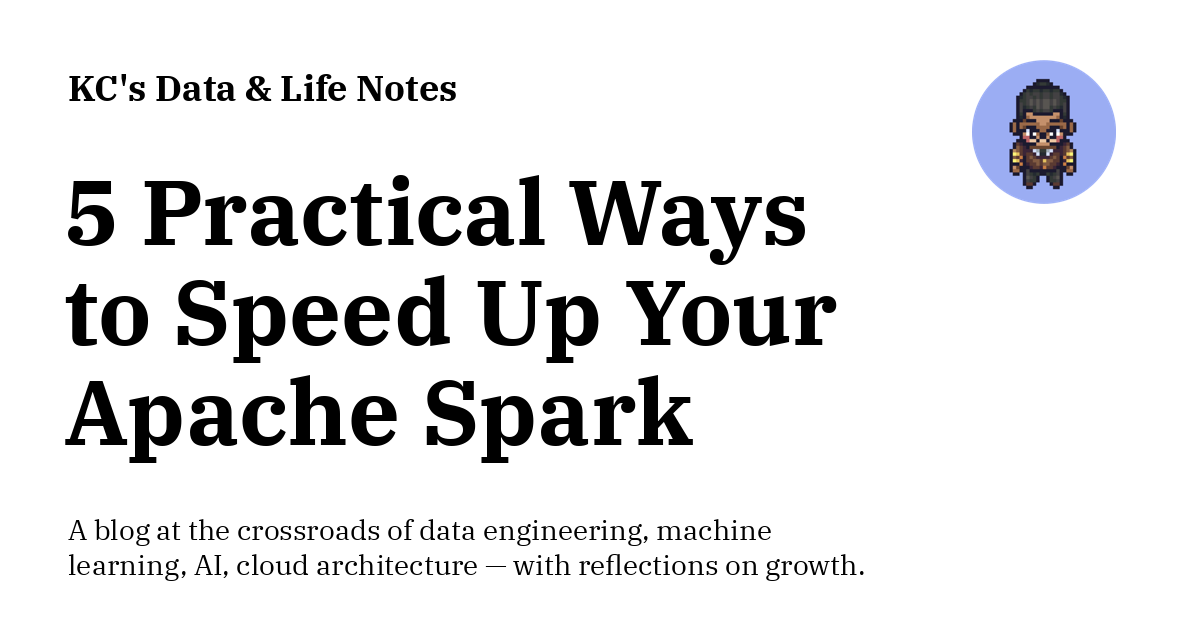 KC's Data & Life Notes
5 Practical Ways
to Speed Up Your
Apache Spark
A blog at the crossroads of data engineering, machine
learning, AI, cloud architecture — with reflections on growth.